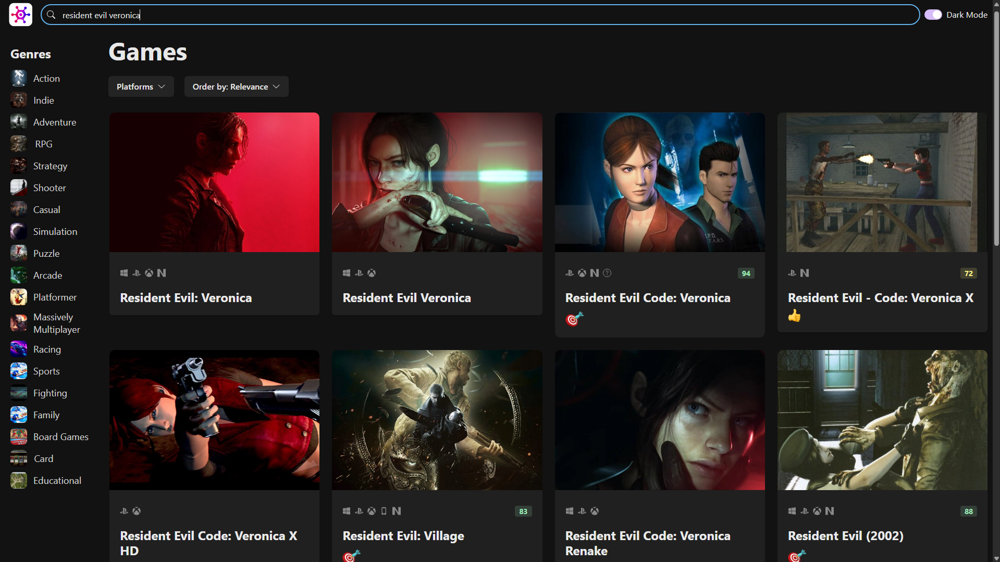 resident evil veronica
Dark Mode
Genres
Action
Indie
Adventure
RPG
Strategy
Shooter
Casual
Simulation
Puzzle
Arcade
Platformer
Massively
Multiplayer
Racing
Sports
Fighting
Family
Board Games
Card
Educational
Games
Platforms
Order by: Relevance
Resident Evil: Veronica
Resident Evil Veronica
94
Resident Evil Code: Veronica
72
Resident Evil - Code: Veronica X
Resident Evil Code: Veronica X
HD
83
Resident Evil: Village
Resident Evil Code: Veronica
Renake
88
Resident Evil (2002)